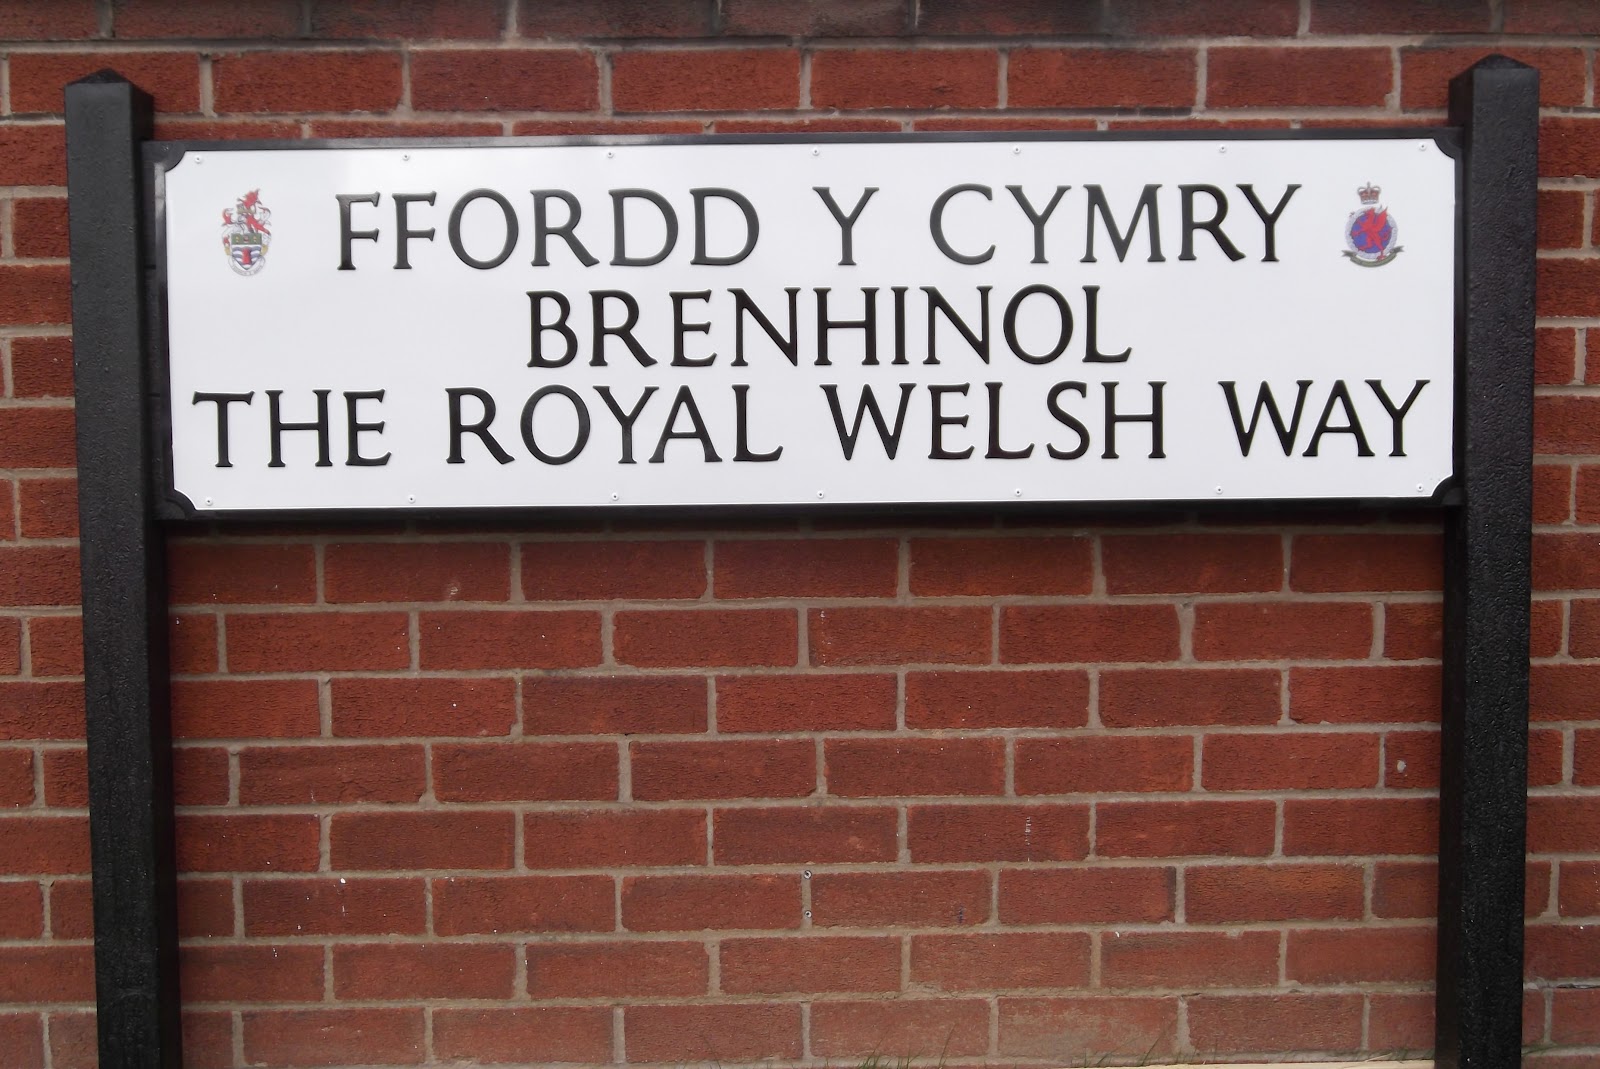 FFORDD Y CYMRY
BRENHINOL
THE ROYAL WELSH WAY